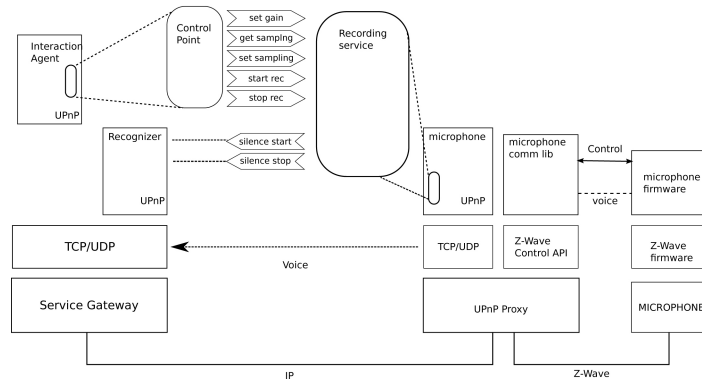 set gain
Control
Point
Recording
service
Interaction
Agent
get samplng
set sampling
start rec
stop rec
UPnP
Recognizer
silence start
silence stop
UPnP
microphone
UPnP
microphone
comm lib
Control
voice
microphone
firmware
TCP/UDP
Voice
TCP/UDP
Z-Wave
Control API
Z-Wave
firmware
Service Gateway
UPnP Proxy
MICROPHONE
IP
Z-Wave